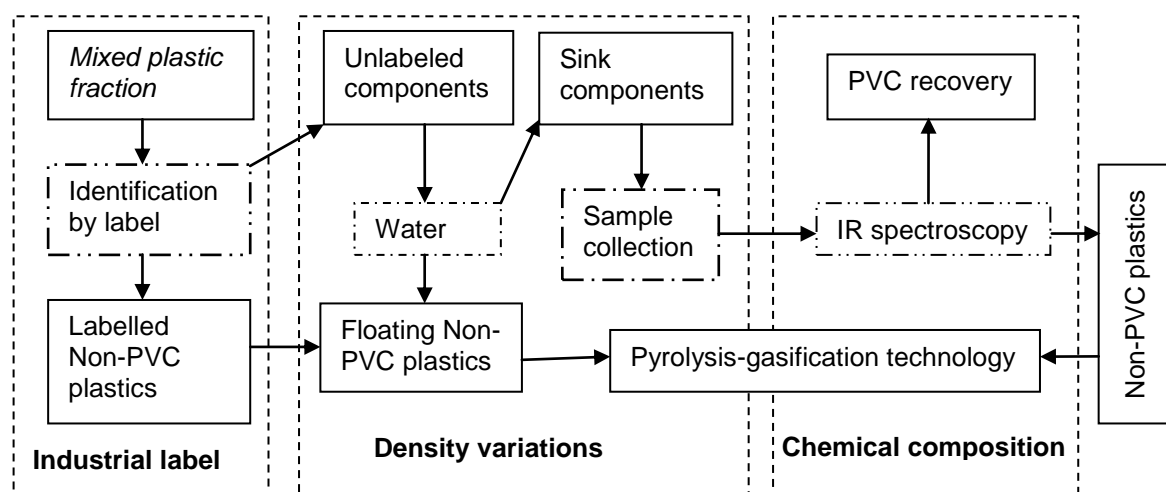 Mixed plastic
fraction
Identification
by label
Labelled
Non-PVC
plastics
Industrial label
Unlabeled
components
Water
Floating Non-
PVC plastics
Sink
components
Sample
collection
Density variations
PVC recovery
IR spectroscopy
Pyrolysis-gasification technology
Chemical composition
Non-PVC plastics